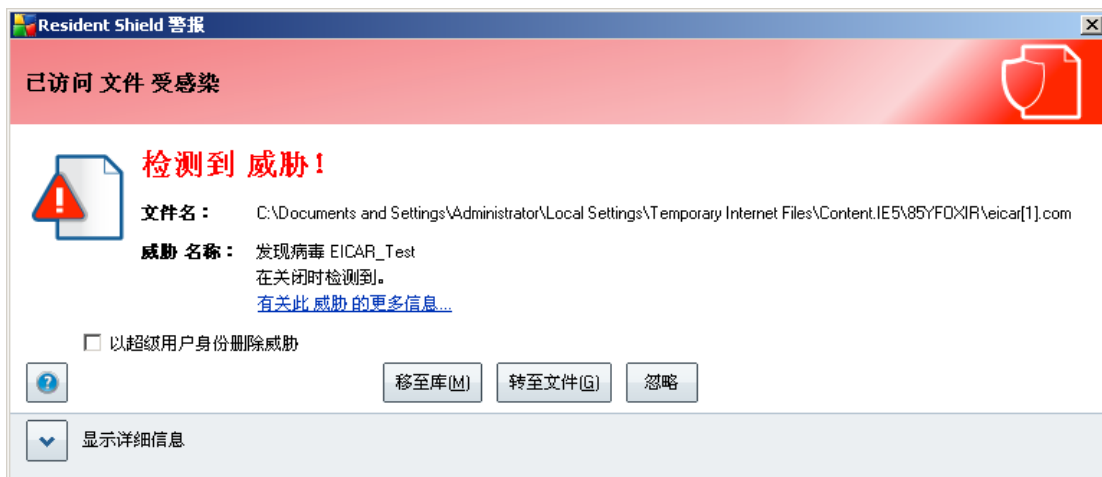 Resident Shield 警报
已访问 文件 受感染
检测到 威胁!
文件名: C:\Documents and Settings\Administrator\Local Settings\Temporary Internet Files\Content.IE5\85YFOXIR\eicar[1].com
威胁 名称: 发现病毒 EICAR_Test
在关闭时检测到。
有关此 威胁 的更多信息...
以超级用户身份删除威胁
移至库(M) 转至文件(G) 忽略
显示详细信息